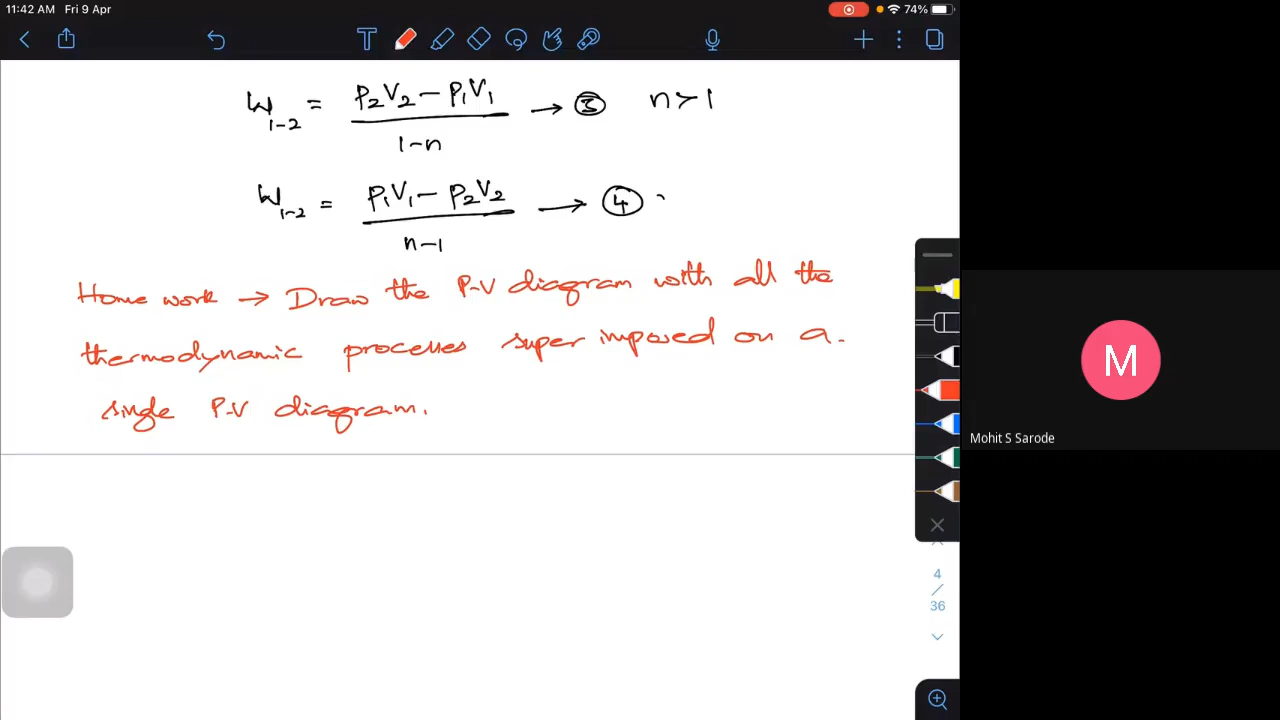 11:42 AM Fri 9 Apr
74%
W1-2 = P2V2 - P1V1 / 1-n → ③ n > 1
W1-2 = P1V1 - P2V2 / n-1 → ④
Home work → Draw the P-V diagram with all the
thermodynamic processes super imposed on a.
single P-V diagram.
4
/
36
M
Mohit S Sarode